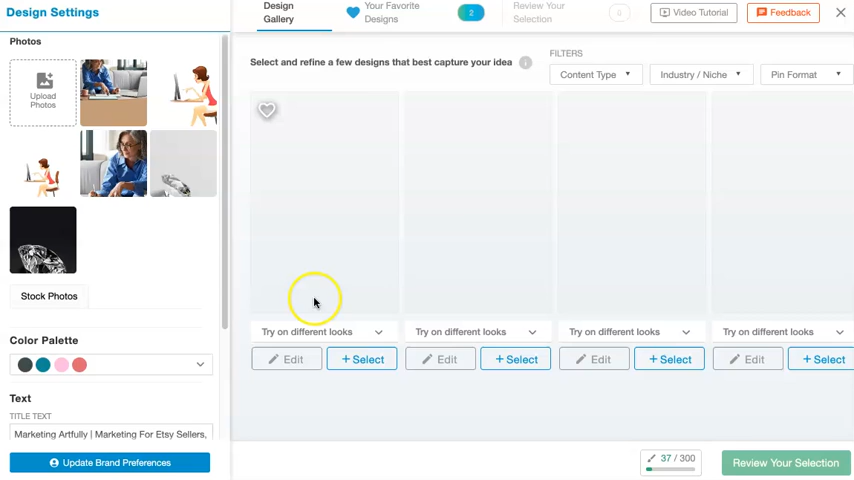 Design Settings
Photos
Upload
Photos
Stock Photos
Color Palette
Text
TITLE TEXT
Marketing Artfully | Marketing For Etsy Sellers,
Update Brand Preferences
Design
Gallery
Your Favorite
Designs
2
Review Your
Selection
0
Video Tutorial
Feedback
Select and refine a few designs that best capture your idea
i
FILTERS
Content Type
Industry / Niche
Pin Format
Try on different looks
Try on different looks
Try on different looks
Try on different looks
Edit
+ Select
Edit
+ Select
Edit
+ Select
Edit
+ Select
37 / 300
Review Your Selection